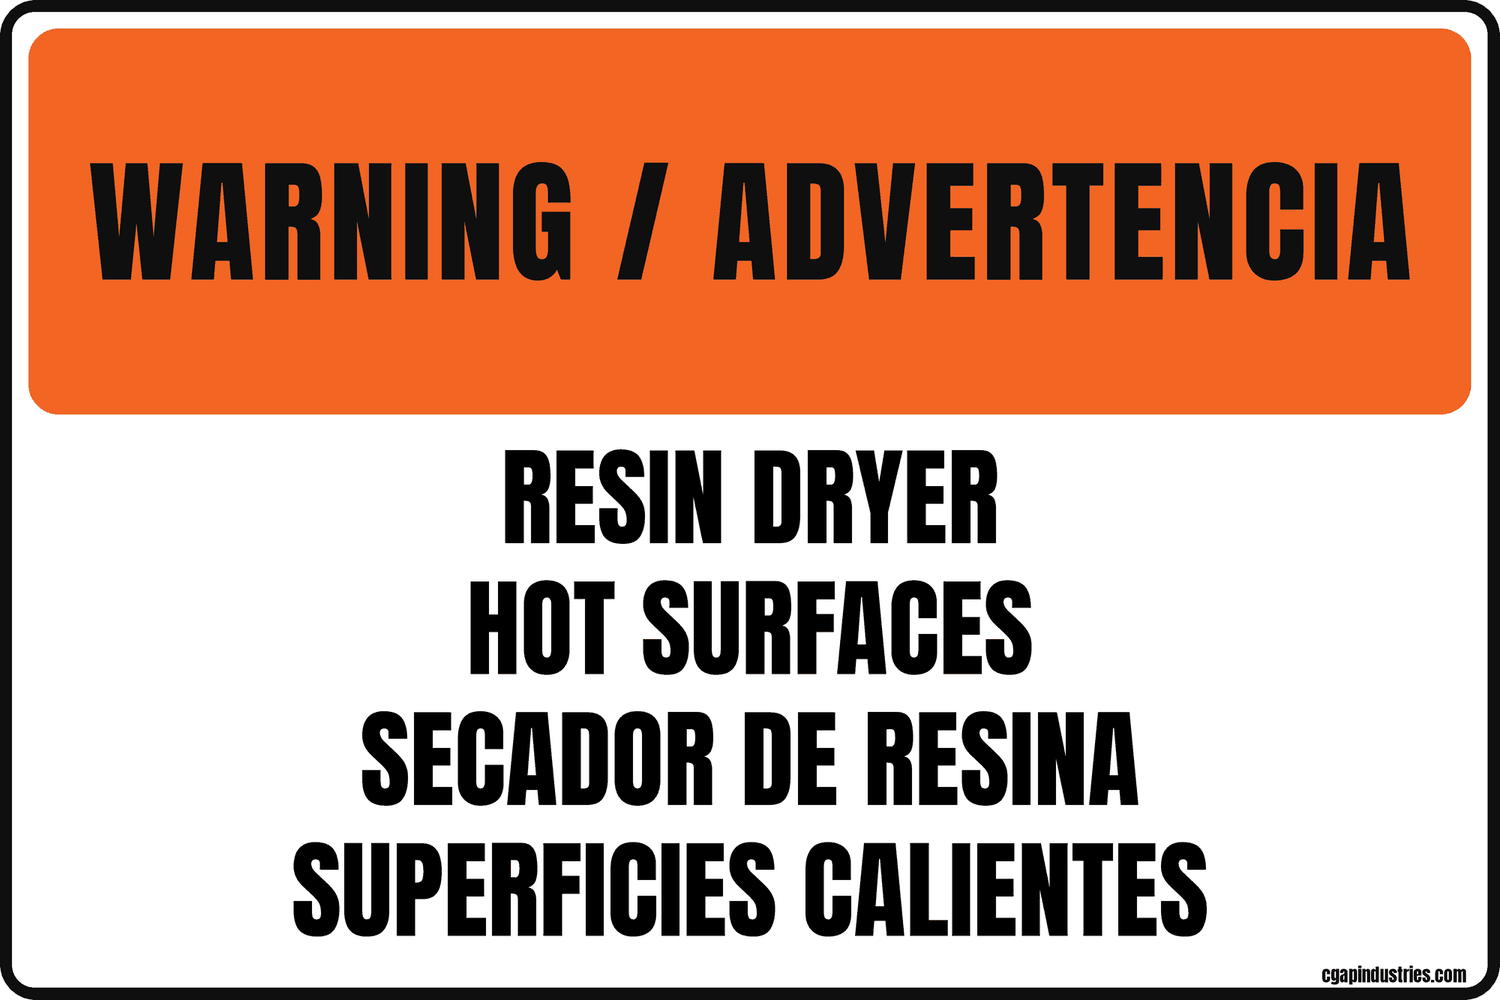 WARNING / ADVERTENCIA
RESIN DRYER
HOT SURFACES
SECADOR DE RESINA
SUPERFICIES CALIENTES
cgapindustries.com